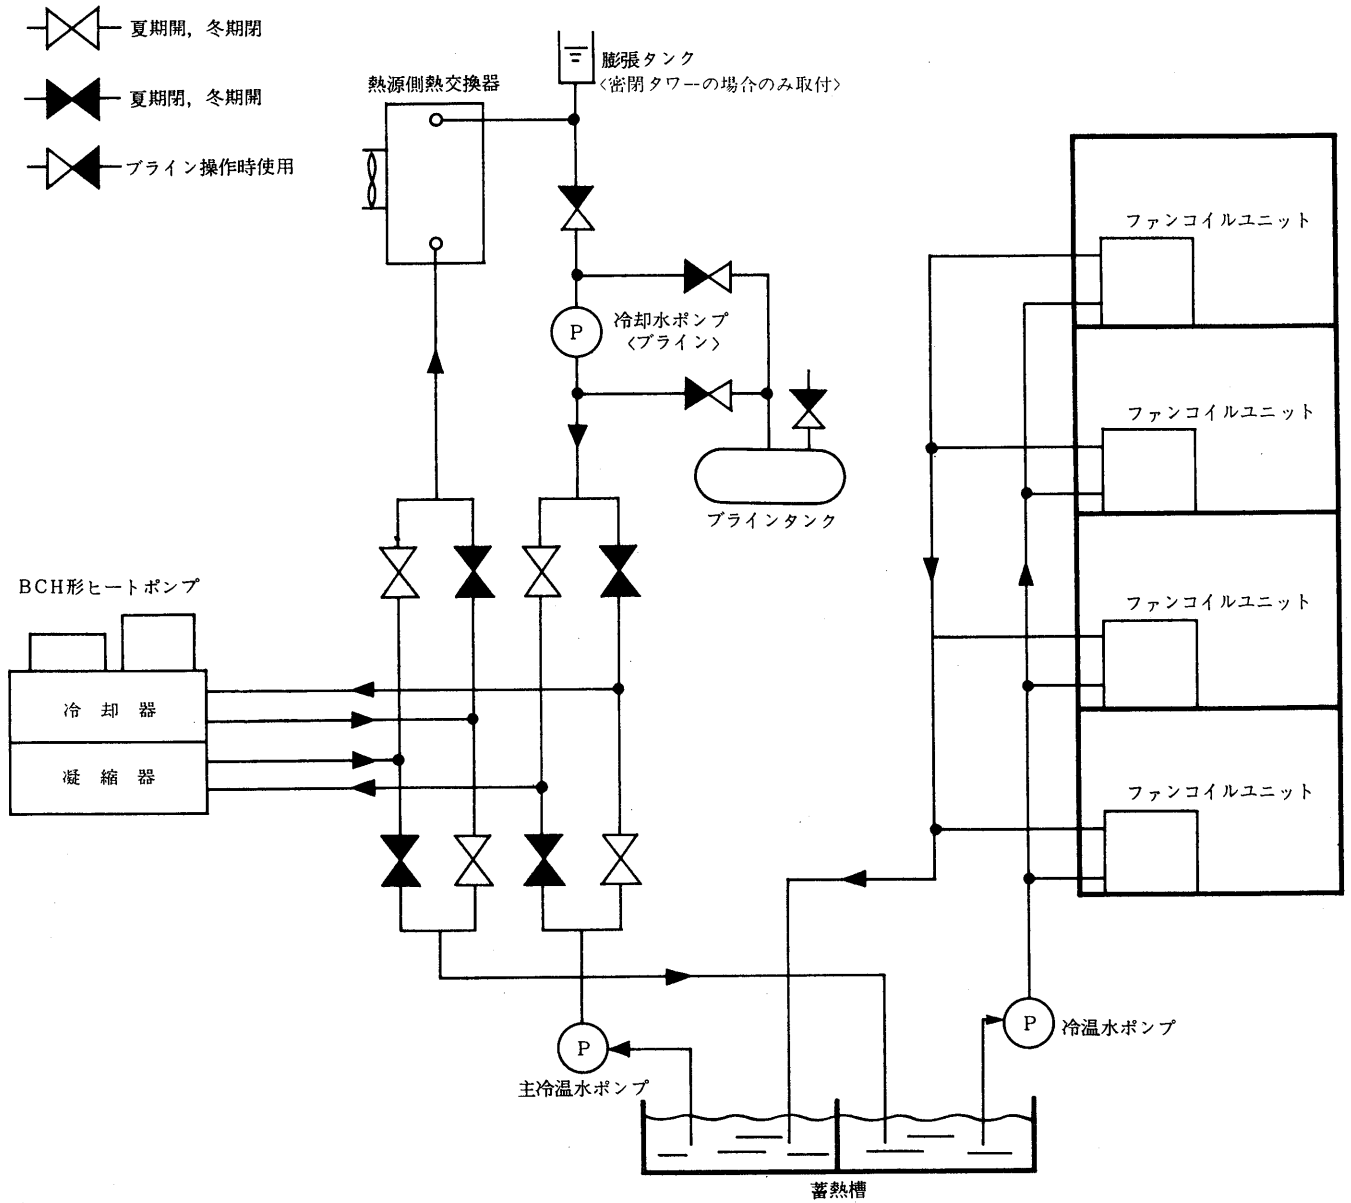 夏期開，冬期閉
夏期閉，冬期開
ブライン操作時使用
膨張タンク
〈密閉タワーの場合のみ取付〉
熱源側熱交換器
P
冷却水ポンプ
〈ブライン〉
ブラインタンク
BCH形ヒートポンプ
冷却器
凝縮器
ファンコイルユニット
ファンコイルユニット
ファンコイルユニット
ファンコイルユニット
P
主冷温水ポンプ
P
冷温水ポンプ
蓄熱槽